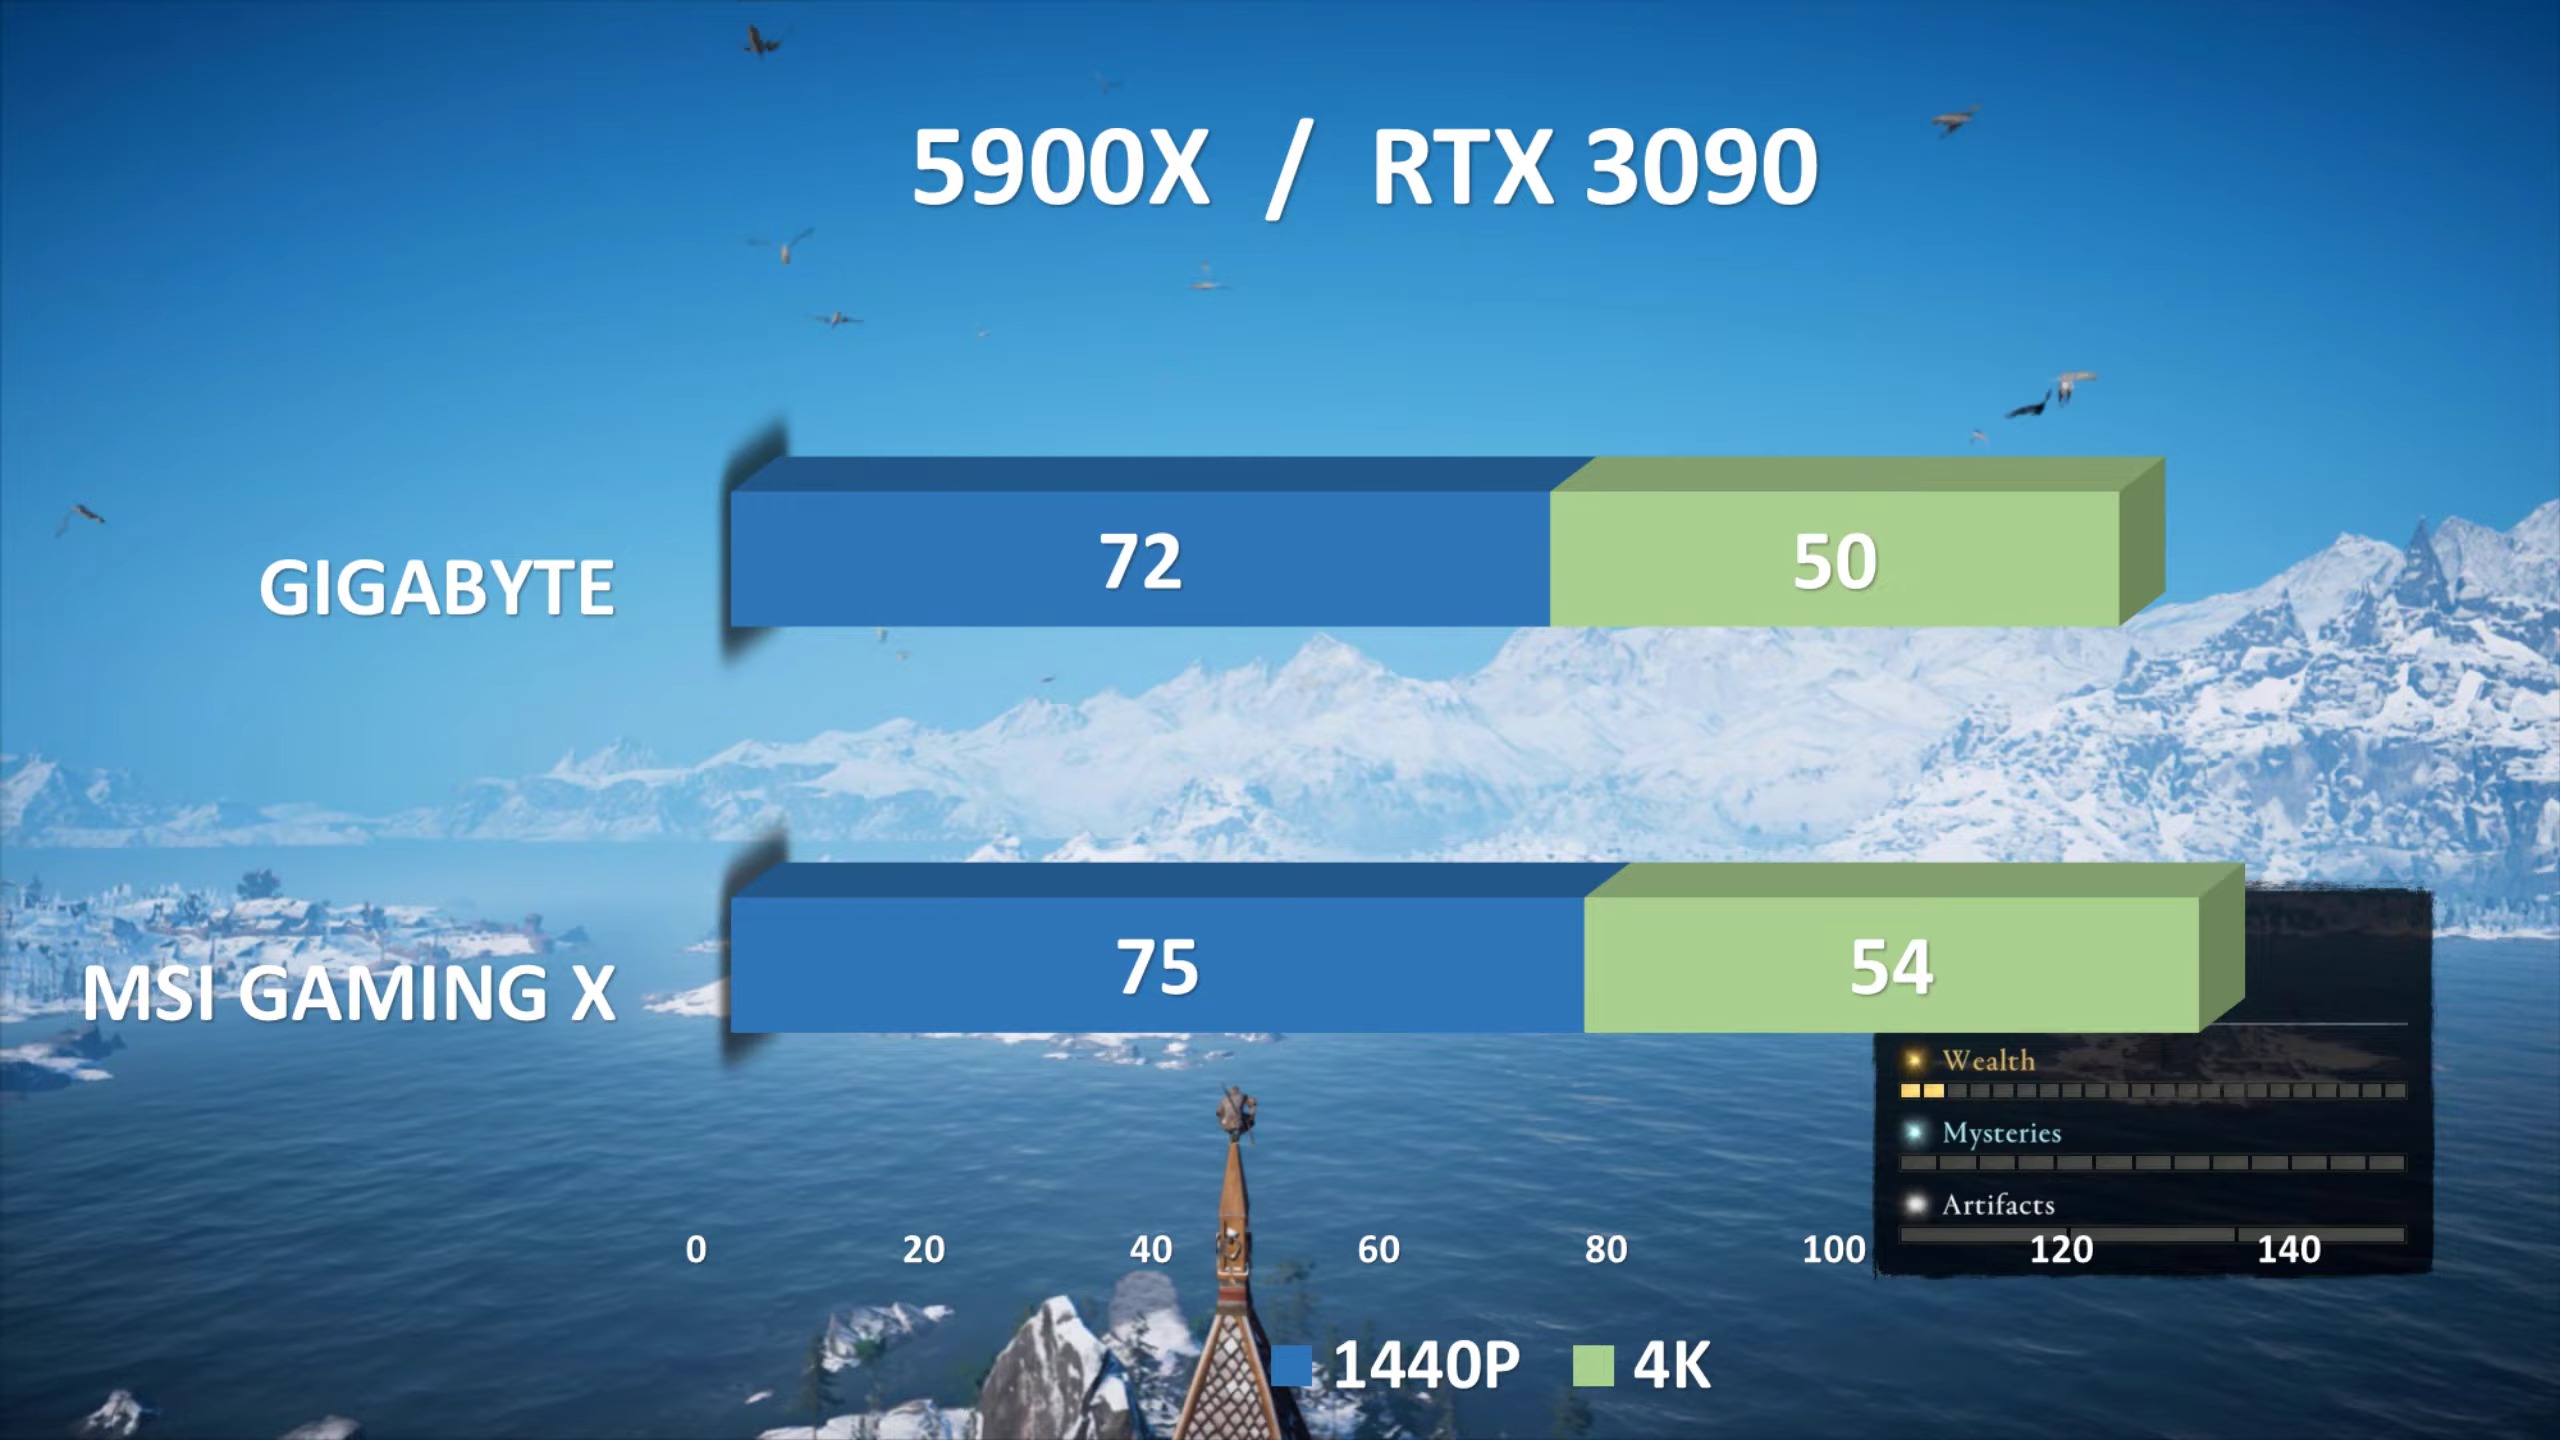 5900X / RTX 3090
GIGABYTE
72
50
MSI GAMING X
75
54
Wealth
Mysteries
Artifacts
0 20 40 60 80 100 120 140
1440P 4K